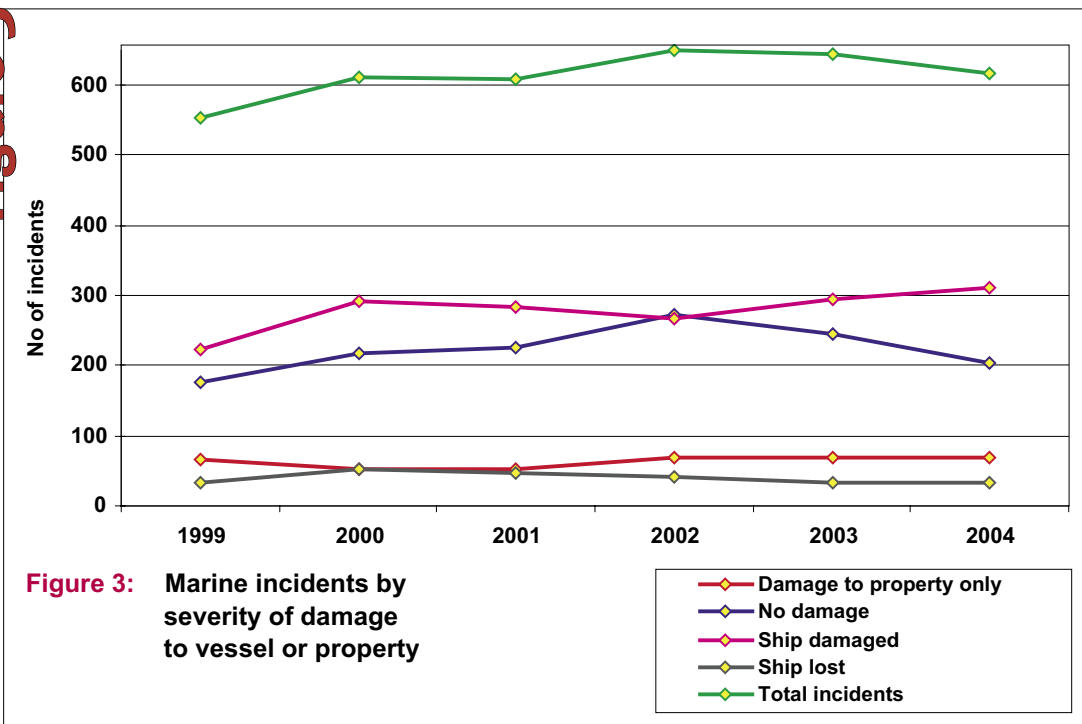 600
500
400
300
200
100
0
No of incidents
1999 2000 2001 2002 2003 2004
Figure 3: Marine incidents by
severity of damage
to vessel or property
Damage to property only
No damage
Ship damaged
Ship lost
Total incidents